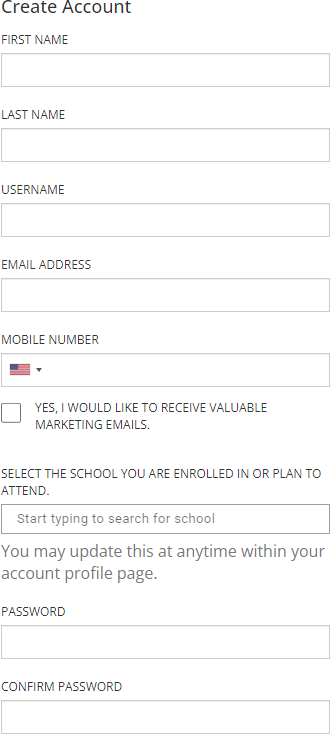 Create Account
FIRST NAME
LAST NAME
USERNAME
EMAIL ADDRESS
MOBILE NUMBER
YES, I WOULD LIKE TO RECEIVE VALUABLE
MARKETING EMAILS.
SELECT THE SCHOOL YOU ARE ENROLLED IN OR PLAN TO
ATTEND.
Start typing to search for school
You may update this at anytime within your
account profile page.
PASSWORD
CONFIRM PASSWORD